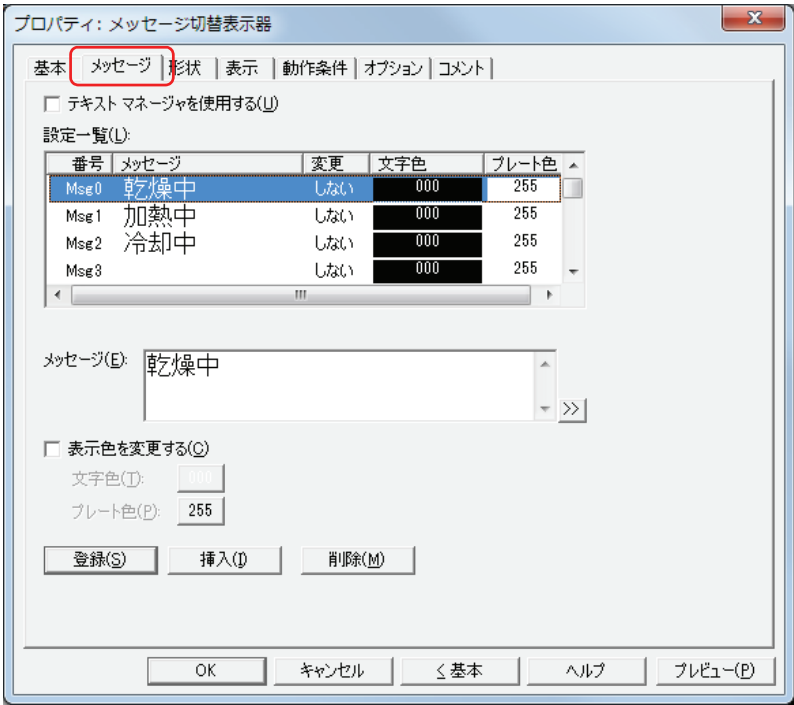 プロパティ: メッセージ切替表示器
基本 メッセージ 形状 表示 動作条件 オプション コメント
テキスト マネージャを使用する(U)
設定一覧(L):
番号 メッセージ 変更 文字色 プレート色
Msg0 乾燥中 しない 000 255
Msg1 加熱中 しない 000 255
Msg2 冷却中 しない 000 255
Msg3 しない 000 255
メッセージ(E): 乾燥中
>>
表示色を変更する(C)
文字色(T): 000
プレート色(P): 255
登録(S) 挿入(I) 削除(M)
OK キャンセル < 基本 ヘルプ プレビュー(P)